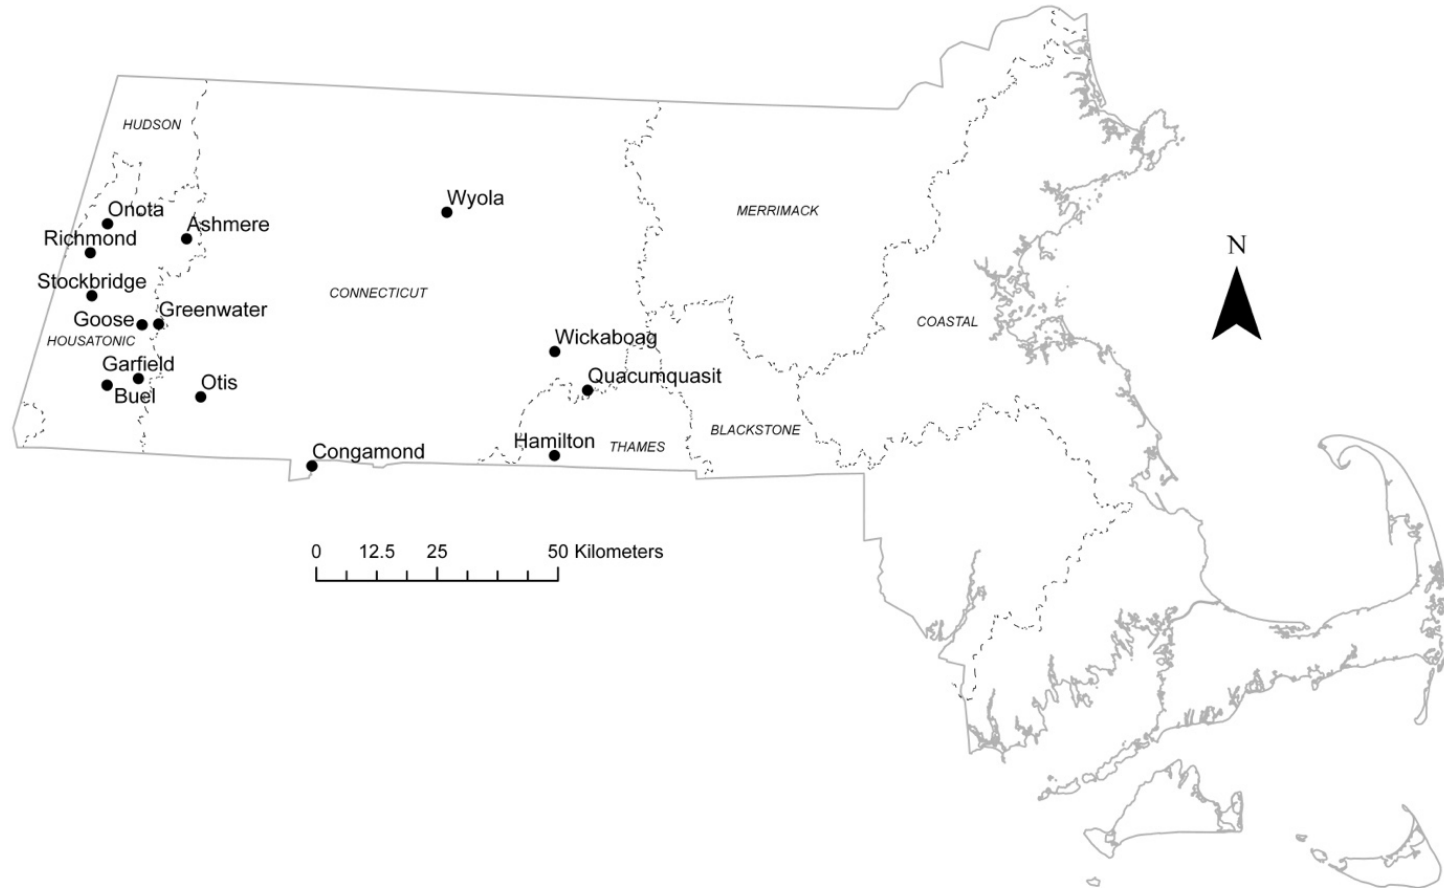 HUDSON
Onota
Ashmere
Richmond
Wyola
MERRIMACK
N
Stockbridge
CONNECTICUT
Goose
Greenwater
HOUSATONIC
COASTAL
Wickaboag
Garfield
Otis
Quacumquasit
Buel
BLACKSTONE
Hamilton
THAMES
Congamond
0 12.5 25 50 Kilometers